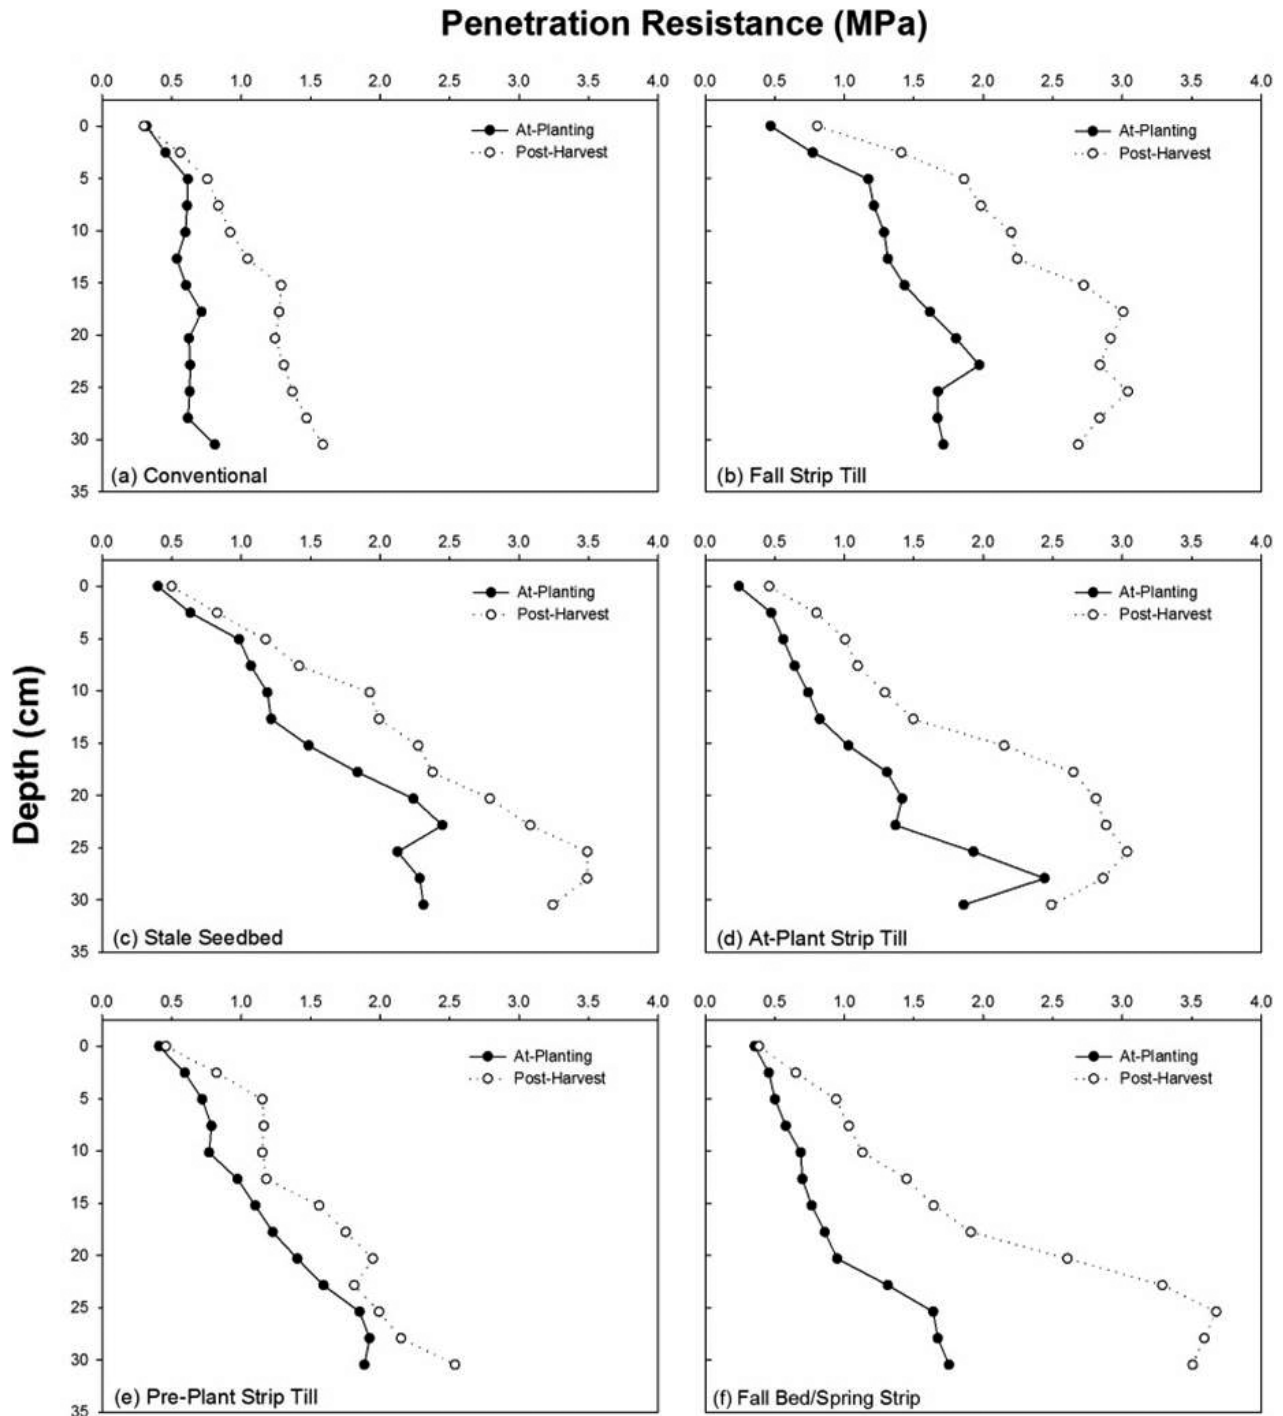 Penetration Resistance (MPa)
0.0 0.5 1.0 1.5 2.0 2.5 3.0 3.5 4.0
0
5
10
15
20
25
30
35
At-Planting
Post-Harvest
(a) Conventional
0.0 0.5 1.0 1.5 2.0 2.5 3.0 3.5 4.0
At-Planting
Post-Harvest
(b) Fall Strip Till
Depth (cm)
0.0 0.5 1.0 1.5 2.0 2.5 3.0 3.5 4.0
0
5
10
15
20
25
30
35
At-Planting
Post-Harvest
(c) Stale Seedbed
0.0 0.5 1.0 1.5 2.0 2.5 3.0 3.5 4.0
At-Planting
Post-Harvest
(d) At-Plant Strip Till
0.0 0.5 1.0 1.5 2.0 2.5 3.0 3.5 4.0
0
5
10
15
20
25
30
35
At-Planting
Post-Harvest
(e) Pre-Plant Strip Till
0.0 0.5 1.0 1.5 2.0 2.5 3.0 3.5 4.0
At-Planting
Post-Harvest
(f) Fall Bed/Spring Strip